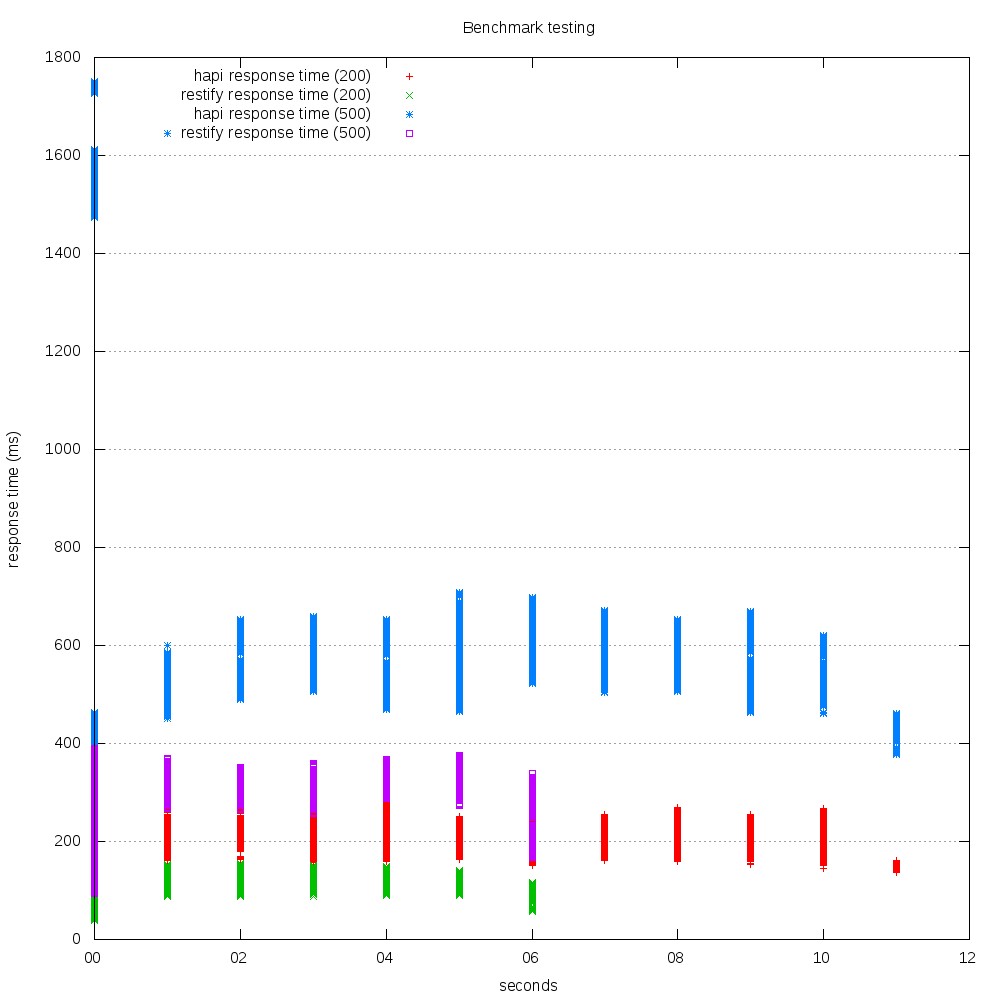 Benchmark testing
1800
1600
1400
1200
1000
800
600
400
200
0
hapi response time (200)
restify response time (200)
hapi response time (500)
restify response time (500)
response time (ms)
00 02 04 06 08 10 12
seconds